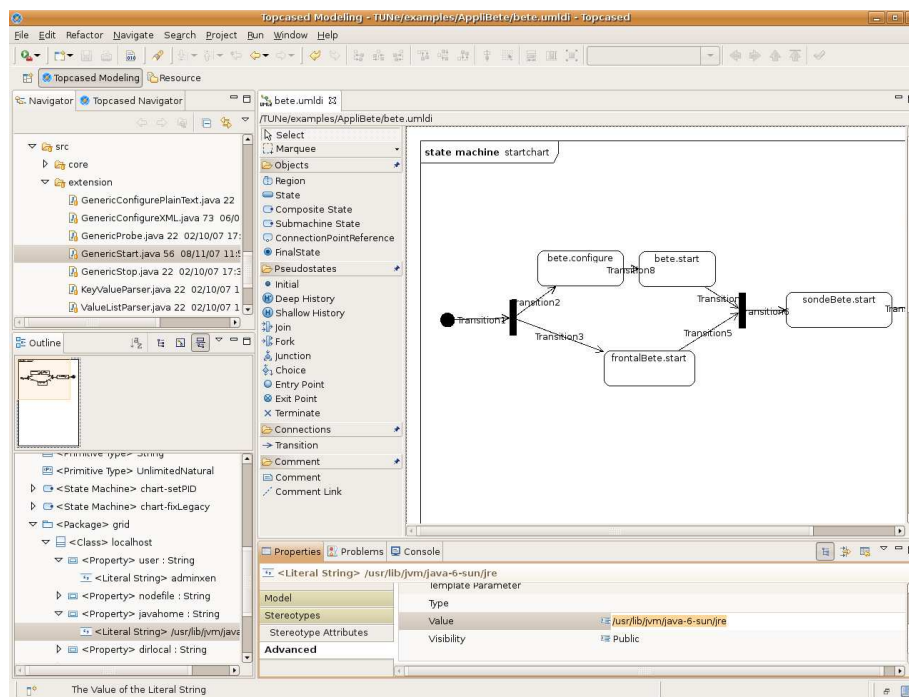 Topcased Modeling - TUNe/examples/AppliBete/bete.umldi - Topcased
File Edit Refactor Navigate Search Project Run Window Help
Topcased Modeling Resource
Navigator Topcased Navigator
src
core
extension
GenericConfigurePlainText.java 22
GenericConfigureXML.java 73 06/0
GenericProbe.java 22 02/10/07 17:
GenericStart.java 56 08/11/07 11:5
GenericStop.java 22 02/10/07 17:3
KeyValueParser.java 22 02/10/07 1
ValueListParser.java 22 02/10/07 1
Outline
<Primitive Type> String
<Primitive Type> UnlimitedNatural
<State Machine> chart-setPID
<State Machine> chart-fixLegacy
<Package> grid
<Class> localhost
<Property> user : String
<Literal String> adminxen
<Property> nodefile : String
<Property> javahome : String
<Literal String> /usr/lib/jvm/java
<Property> dirlocal : String
bete.umldi
/TUNe/examples/AppliBete/bete.umldi
Select
Marquee
Objects
Region
State
Composite State
Submachine State
ConnectionPointReference
FinalState
Pseudostates
Initial
Deep History
Shallow History
Join
Fork
Junction
Choice
Entry Point
Exit Point
Terminate
Connections
Transition
Comment
Comment
Comment Link
state machine startchart
bete.configure
bete.start
Transition8
Transition2
Transition
ansition6
sondeBete.start
Tram
Transition1
Transition3
Transition5
frontalBete.start
Properties Problems Console
<Literal String> /usr/lib/jvm/java-6-sun/jre
Model
Stereotypes
Stereotype Attributes
Advanced
Template Parameter
Type
Value /usr/lib/jvm/java-6-sun/jre
Visibility Public
The Value of the Literal String